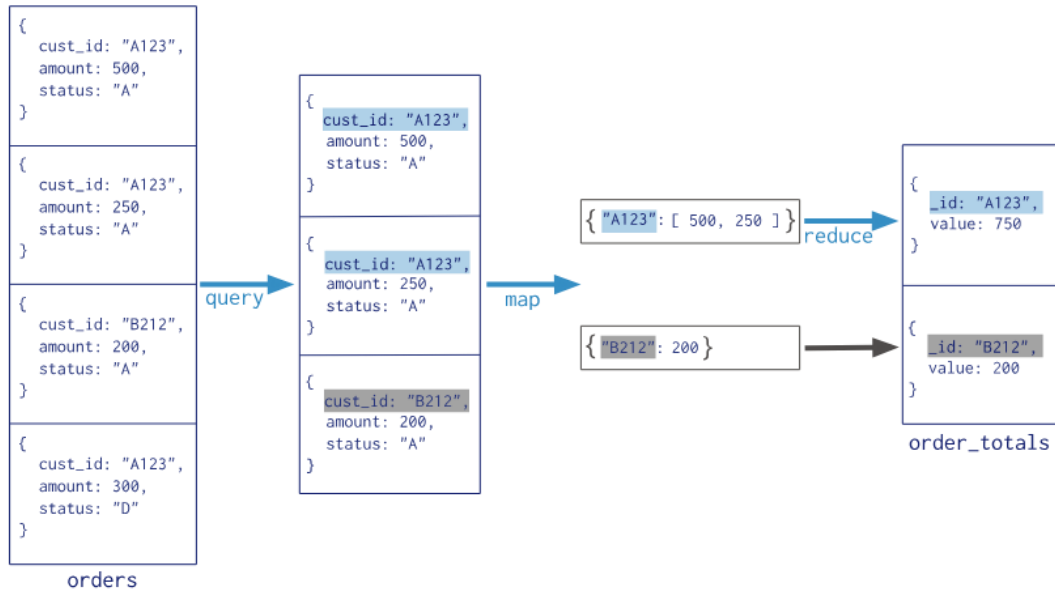 {
cust_id: "A123",
amount: 500,
status: "A"
}
{
cust_id: "A123",
amount: 250,
status: "A"
}
{
cust_id: "B212",
amount: 200,
status: "A"
}
{
cust_id: "A123",
amount: 300,
status: "D"
}
orders
query
{
cust_id: "A123",
amount: 500,
status: "A"
}
{
cust_id: "A123",
amount: 250,
status: "A"
}
{
cust_id: "B212",
amount: 200,
status: "A"
}
map
{ "A123": [ 500, 250 ] }
{ "B212": 200 }
reduce
{
_id: "A123",
value: 750
}
{
_id: "B212",
value: 200
}
order_totals